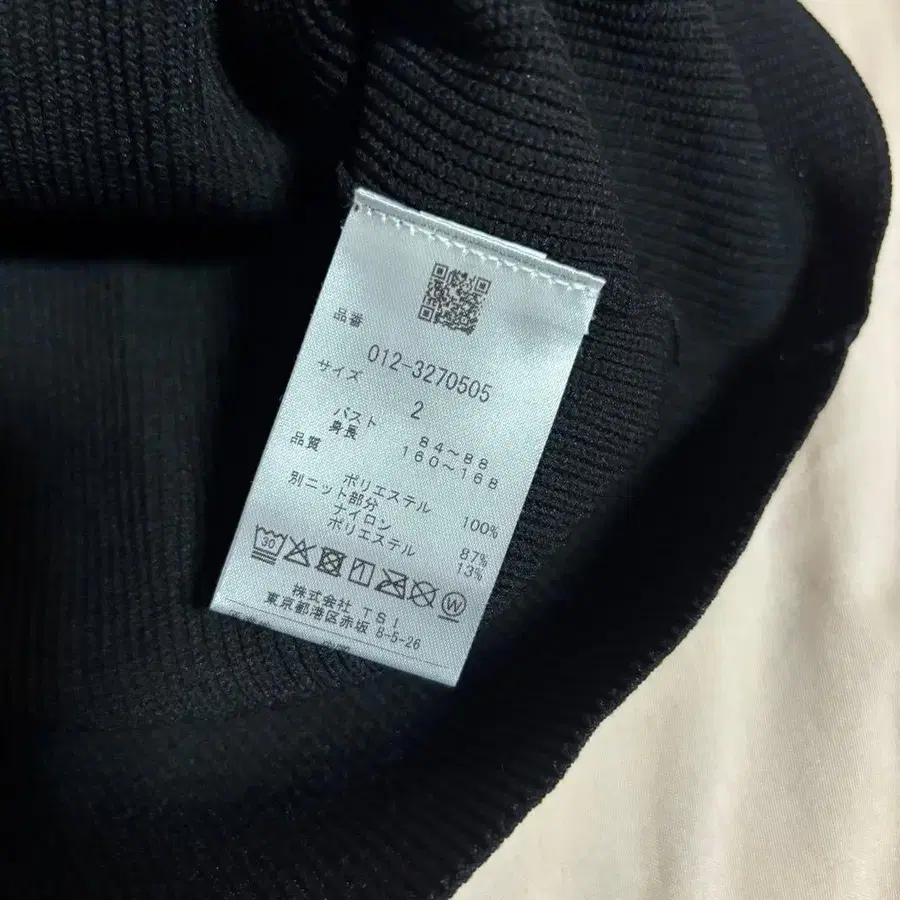 品番
012-3270505
サイズ
2
バスト 84~88
身長 160~168
品質
ポリエステル 100%
別ニット部分
ナイロン 87%
ポリエステル 13%
30
W
株式会社 TSI
東京都港区赤坂 8-5-26